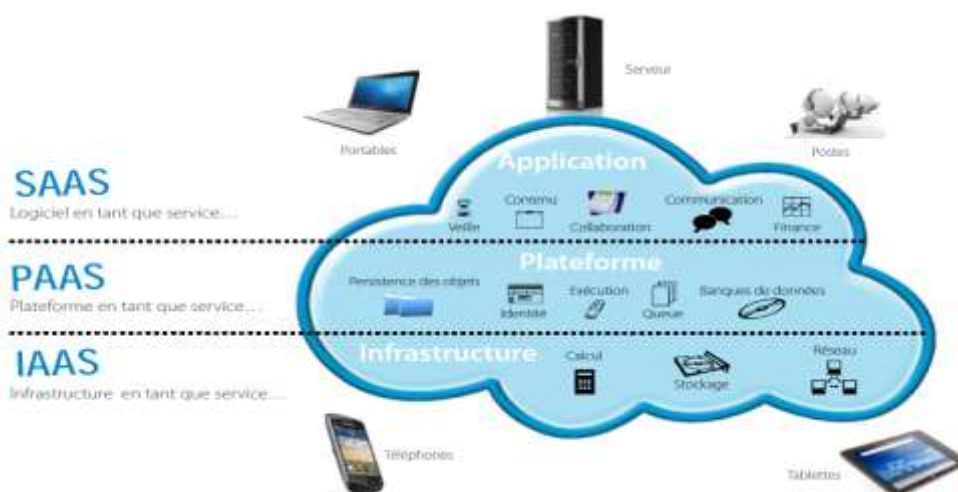 Serveur
Portables
Postes
Application
SAAS
Logiciel en tant que service...
Veille
Contenu
Collaboration
Communication
Finance
PAAS
Plateforme en tant que service...
Plateforme
Persistence des objets
Identité
Exécution
Queue
Banques de données
IAAS
Infrastructure en tant que service...
Infrastructure
Calcul
Stockage
Réseau
Téléphones
Tablettes